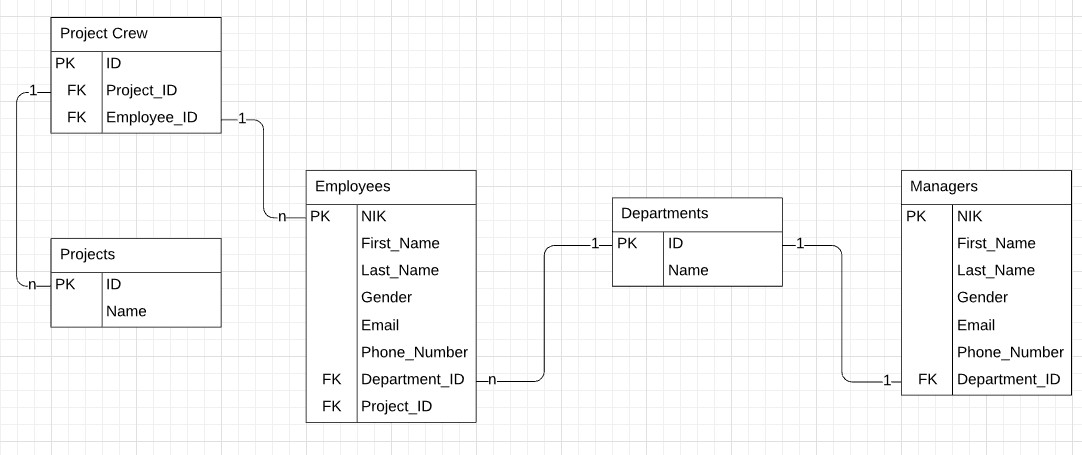 Project Crew
PK ID
FK Project_ID
FK Employee_ID
1
1
n
n
Projects
PK ID
Name
Employees
PK NIK
First_Name
Last_Name
Gender
Email
Phone_Number
FK Department_ID
FK Project_ID
n
1
Departments
PK ID
Name
1
1
Managers
PK NIK
First_Name
Last_Name
Gender
Email
Phone_Number
FK Department_ID